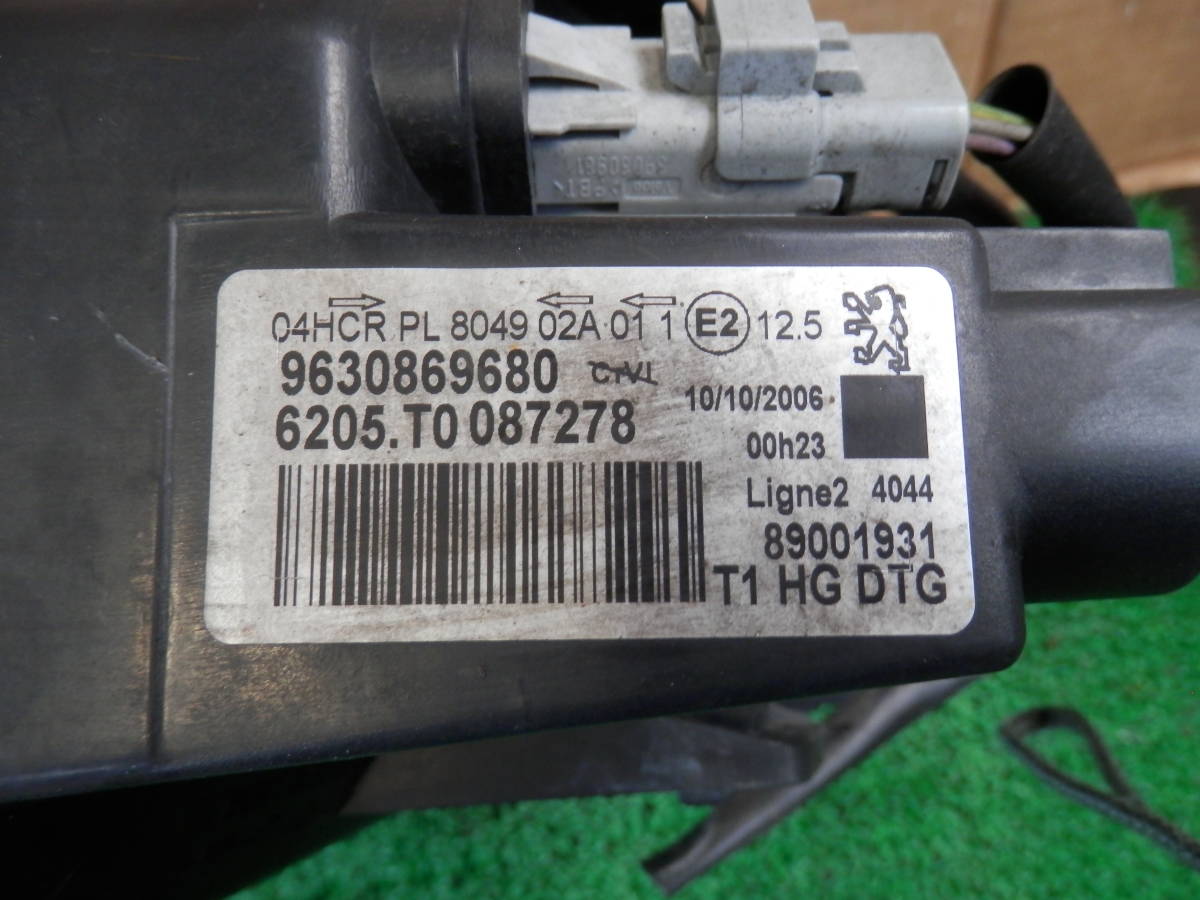 04HCR PL 8049 02A 01 1 E2 12.5
9630869680
10/10/2006
6205.T0 087278
00h23
Ligne2 4044
89001931
T1 HG DTG